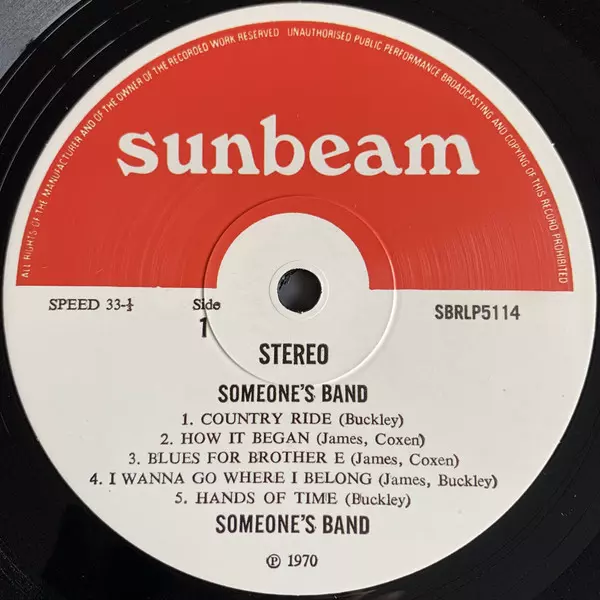 ALL RIGHTS OF THE MANUFACTURER AND OF THE OWNER OF THE RECORDED WORK RESERVED UNAUTHORISED PUBLIC PERFORMANCE BROADCASTING AND COPYING OF THIS RECORD PROHIBITED
sunbeam
SPEED 33-⅓ Side 1 SBRLP5114
STEREO
SOMEONE'S BAND
1. COUNTRY RIDE (Buckley)
2. HOW IT BEGAN (James, Coxen)
3. BLUES FOR BROTHER E (James, Coxen)
4. I WANNA GO WHERE I BELONG (James, Buckley)
5. HANDS OF TIME (Buckley)
SOMEONE'S BAND
℗ 1970